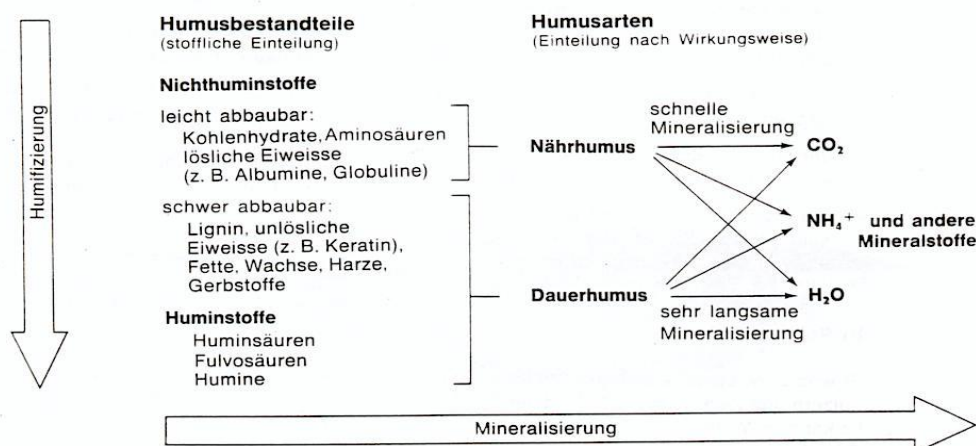 Humusbestandteile
(stoffliche Einteilung)
Humusarten
(Einteilung nach Wirkungsweise)
Humifizierung
Nichthuminstoffe
leicht abbaubar:
Kohlenhydrate, Aminosäuren
lösliche Eiweisse
(z. B. Albumine, Globuline)
schwer abbaubar:
Lignin, unlösliche
Eiweisse (z. B. Keratin),
Fette, Wachse, Harze,
Gerbstoffe
Huminstoffe
Huminsäuren
Fulvosäuren
Humine
Nährhumus
schnelle
Mineralisierung
CO₂
NH₄⁺ und andere
Mineralstoffe
Dauerhumus
sehr langsame
Mineralisierung
H₂O
Mineralisierung